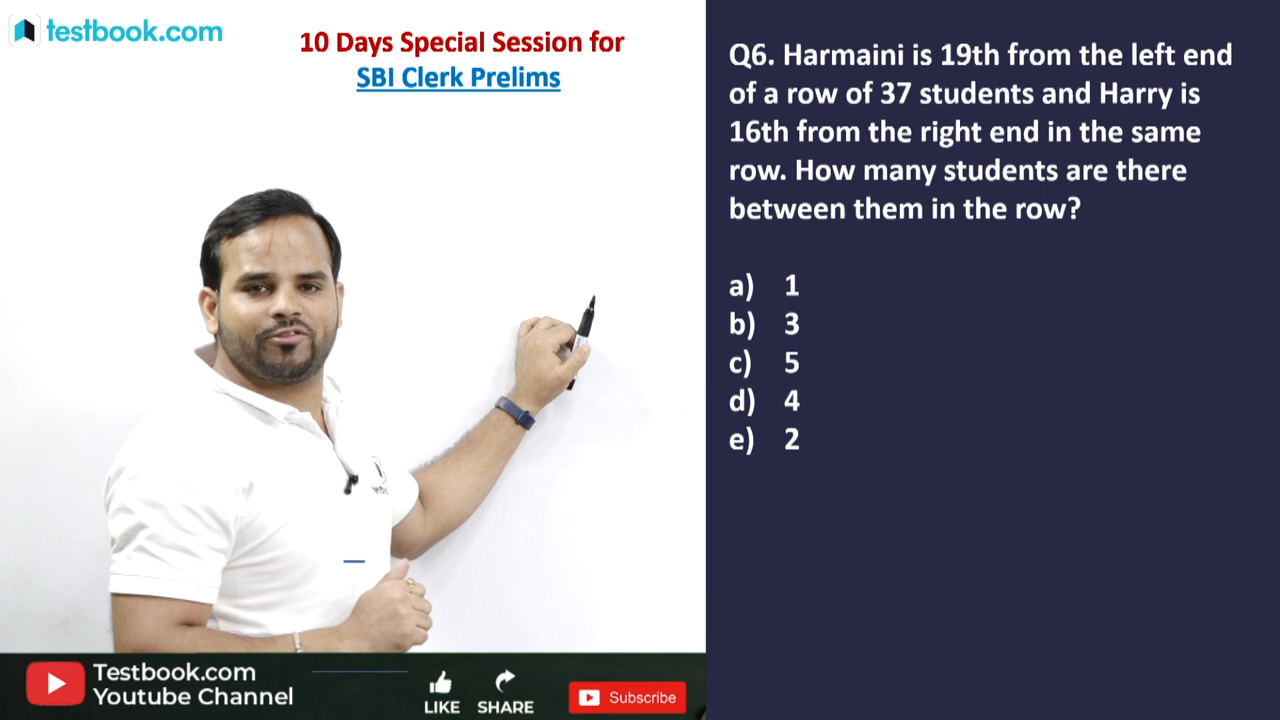 testbook.com
10 Days Special Session for
SBI Clerk Prelims
Q6. Harmaini is 19th from the left end
of a row of 37 students and Harry is
16th from the right end in the same
row. How many students are there
between them in the row?
a) 1
b) 3
c) 5
d) 4
e) 2
Testbook.com
Youtube Channel
LIKE
SHARE
Subscribe